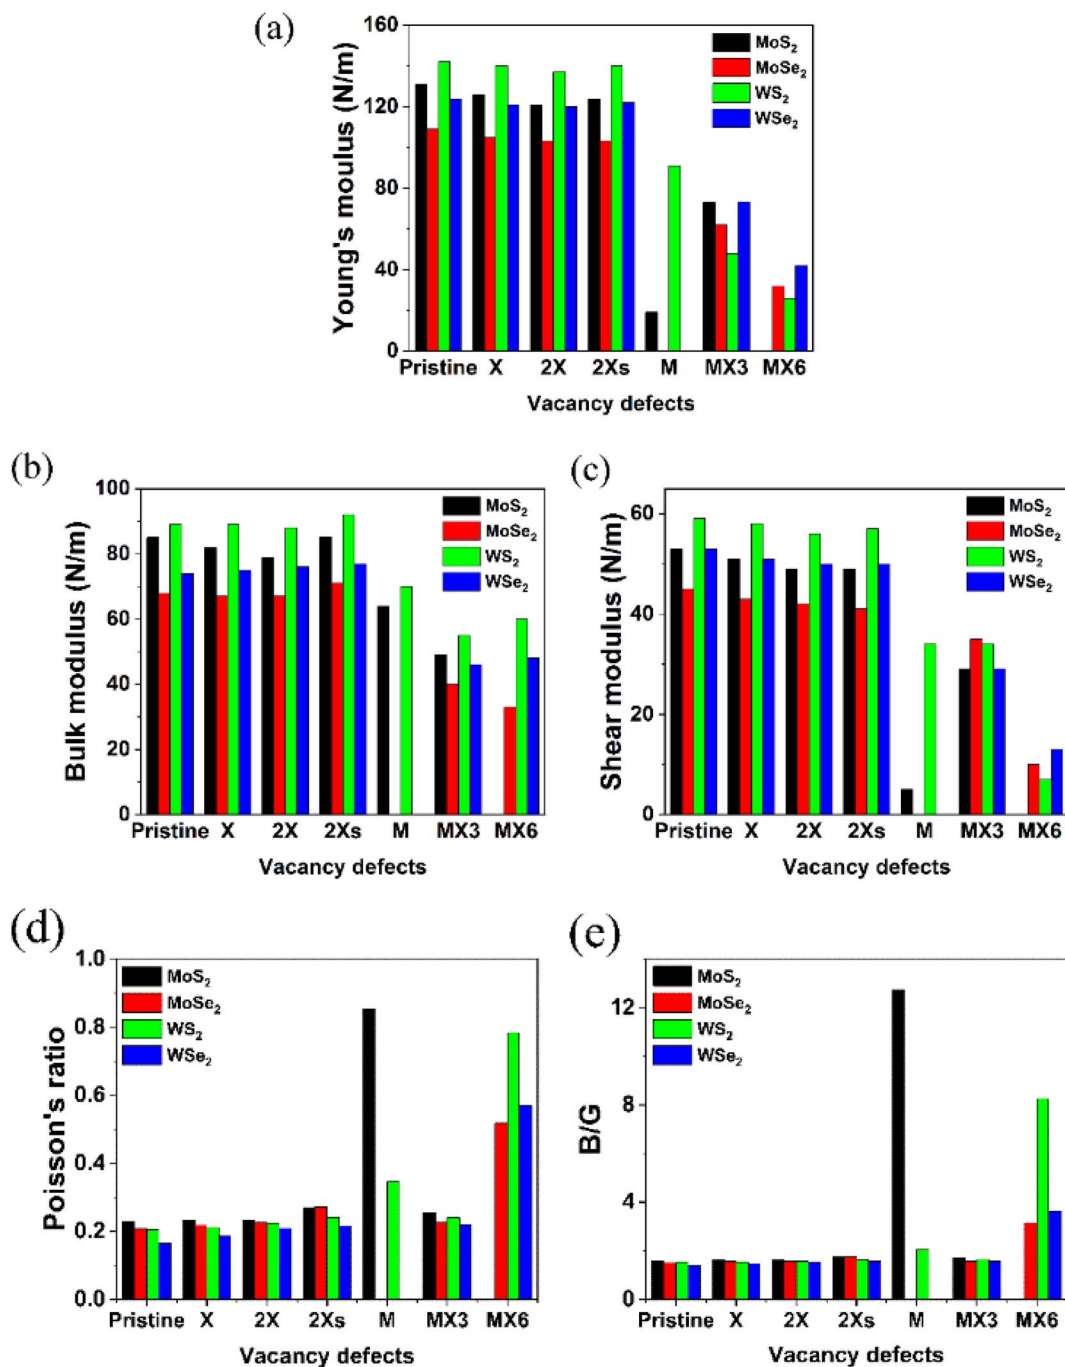 (a)
Young's moulus (N/m)
160
120
80
40
0
MoS₂
MoSe₂
WS₂
WSe₂
Pristine X 2X 2Xs M MX3 MX6
Vacancy defects
(b)
Bulk modulus (N/m)
100
80
60
40
20
0
MoS₂
MoSe₂
WS₂
WSe₂
Pristine X 2X 2Xs M MX3 MX6
Vacancy defects
(c)
Shear modulus (N/m)
60
40
20
0
MoS₂
MoSe₂
WS₂
WSe₂
Pristine X 2X 2Xs M MX3 MX6
Vacancy defects
(d)
Poisson's ratio
1.0
0.8
0.6
0.4
0.2
0.0
MoS₂
MoSe₂
WS₂
WSe₂
Pristine X 2X 2Xs M MX3 MX6
Vacancy defects
(e)
B/G
12
8
4
0
MoS₂
MoSe₂
WS₂
WSe₂
Pristine X 2X 2Xs M MX3 MX6
Vacancy defects